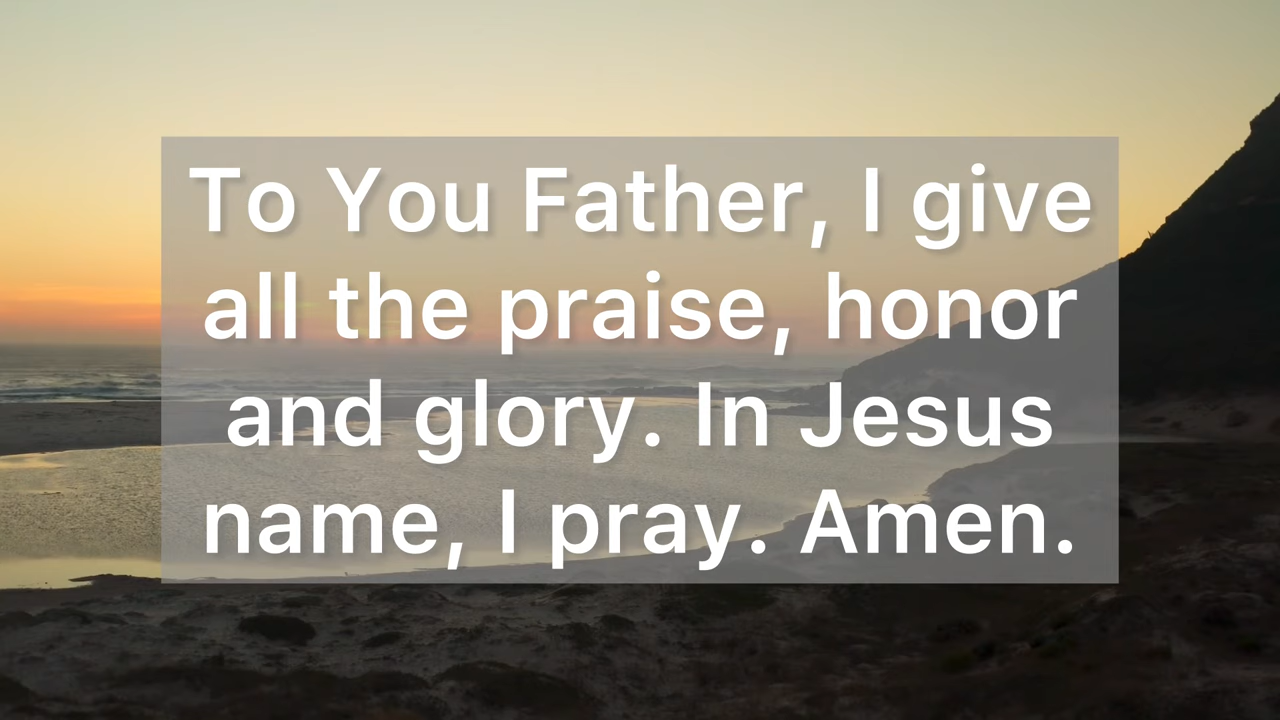 To You Father, I give
all the praise, honor
and glory. In Jesus
name, I pray. Amen.